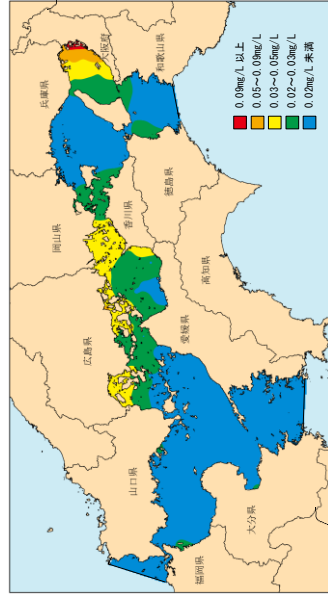 兵庫県
大阪府
和歌山県
岡山県
香川県
徳島県
広島県
愛媛県
高知県
山口県
福岡県
大分県
0.09mg/L 以上
0.05～0.09mg/L
0.03～0.05mg/L
0.02～0.03mg/L
0.02mg/L 未満